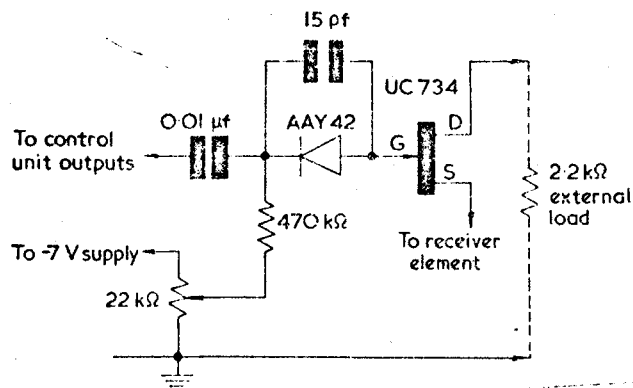 15 pf
UC 734
0·01 µf
AAY 42
D
G
To control
unit outputs
S
2·2 kΩ
external
load
470 kΩ
To receiver
element
To -7 V supply
22 kΩ